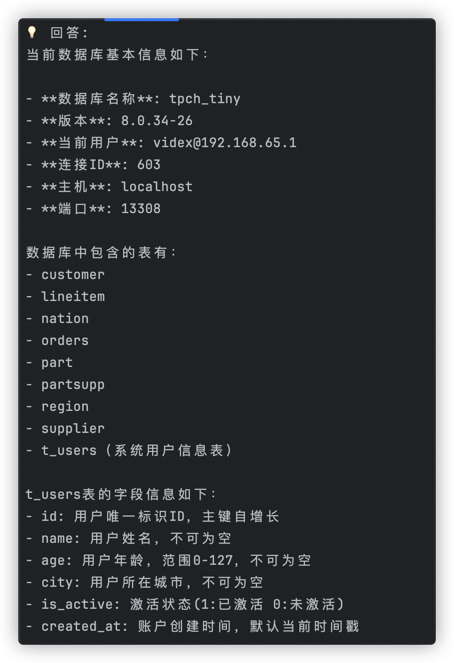 💡 回答:
当前数据库基本信息如下:
- **数据库名称**: tpch_tiny
- **版本**: 8.0.34-26
- **当前用户**: videx@192.168.65.1
- **连接ID**: 603
- **主机**: localhost
- **端口**: 13308
数据库中包含的表有:
- customer
- lineitem
- nation
- orders
- part
- partsupp
- region
- supplier
- t_users (系统用户信息表)
t_users表的字段信息如下:
- id: 用户唯一标识ID, 主键自增长
- name: 用户姓名, 不可为空
- age: 用户年龄, 范围0-127, 不可为空
- city: 用户所在城市, 不可为空
- is_active: 激活状态(1:已激活 0:未激活)
- created_at: 账户创建时间, 默认当前时间戳